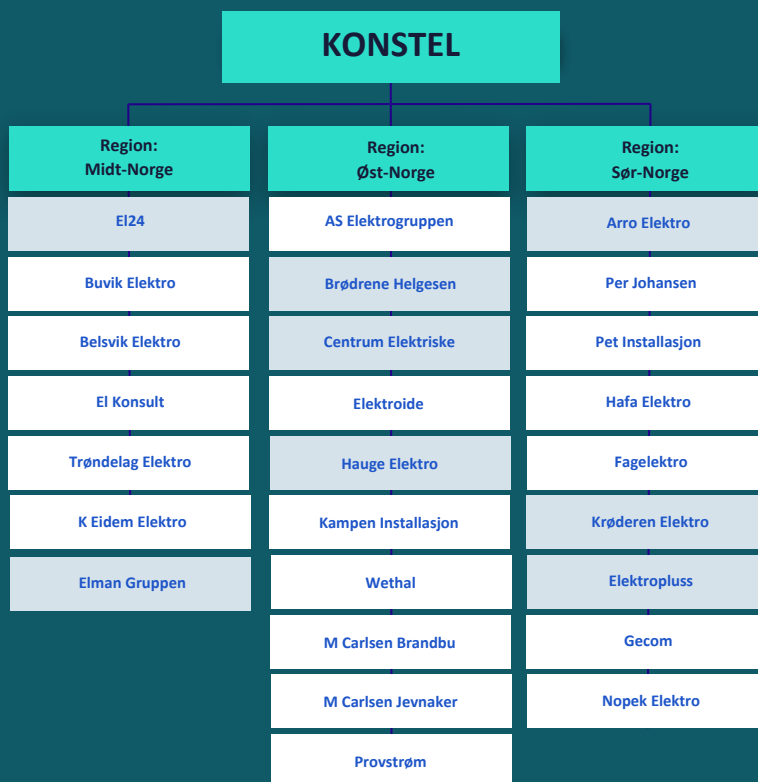 KONSTEL
Region:
Midt-Norge
El24
Buvik Elektro
Belsvik Elektro
El Konsult
Trøndelag Elektro
K Eidem Elektro
Elman Gruppen
Region:
Øst-Norge
AS Elektrogruppen
Brødrene Helgesen
Centrum Elektriske
Elektroide
Hauge Elektro
Kampen Installasjon
Wethal
M Carlsen Brandbu
M Carlsen Jevnaker
Provstrøm
Region:
Sør-Norge
Arro Elektro
Per Johansen
Pet Installasjon
Hafa Elektro
Fagelektro
Krøderen Elektro
Elektropluss
Gecom
Nopek Elektro